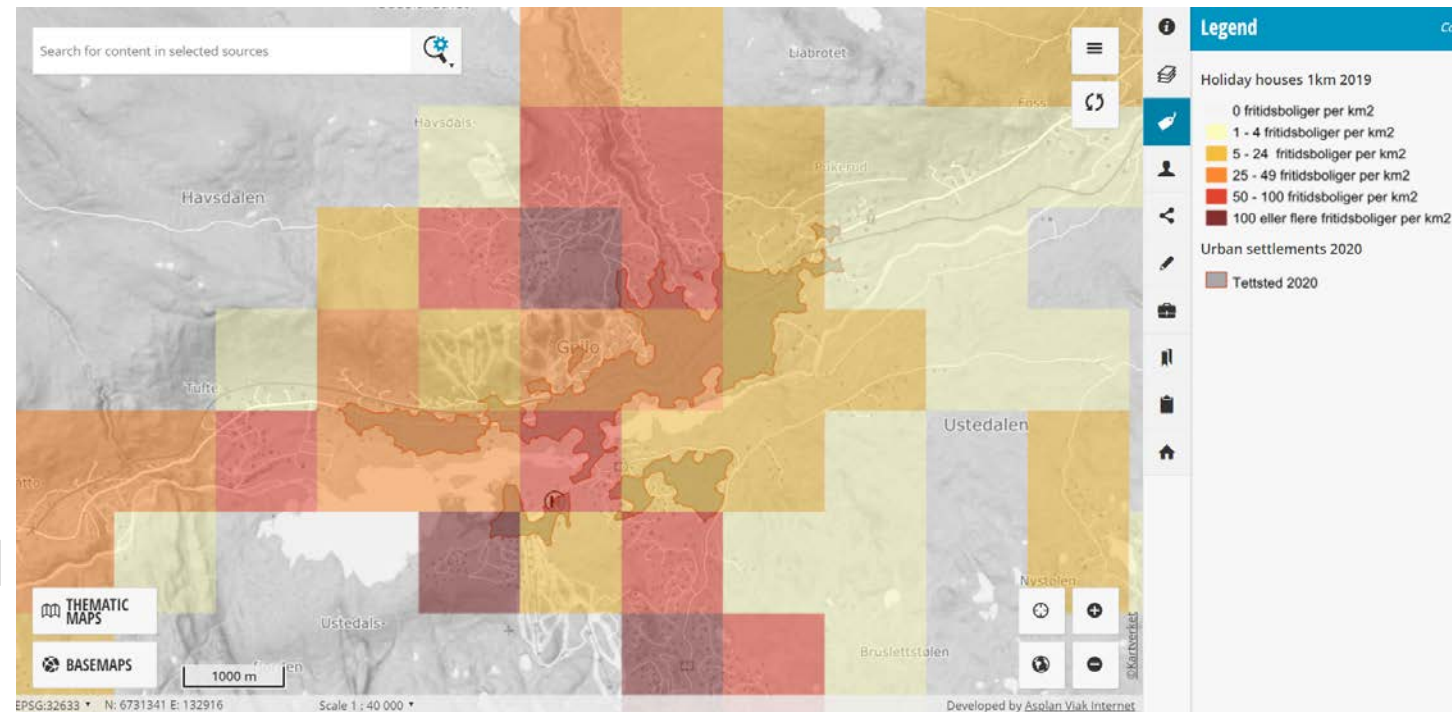 Search for content in selected sources
Liabrotet
Foss
Havsdals-
Pukerud
Havsdalen
Geilo
Tufte
Ustedalen
Nystølen
Ustedals-
Bruslettstølen
THEMATIC
MAPS
BASEMAPS
1000 m
©Kartverket
EPSG:32633 N: 6731341 E: 132916 Scale 1 : 40 000 Developed by Asplan Viak Internet
Legend
Holiday houses 1km 2019
0 fritidsboliger per km2
1 - 4 fritidsboliger per km2
5 - 24 fritidsboliger per km2
25 - 49 fritidsboliger per km2
50 - 100 fritidsboliger per km2
100 eller flere fritidsboliger per km2
Urban settlements 2020
Tettsted 2020